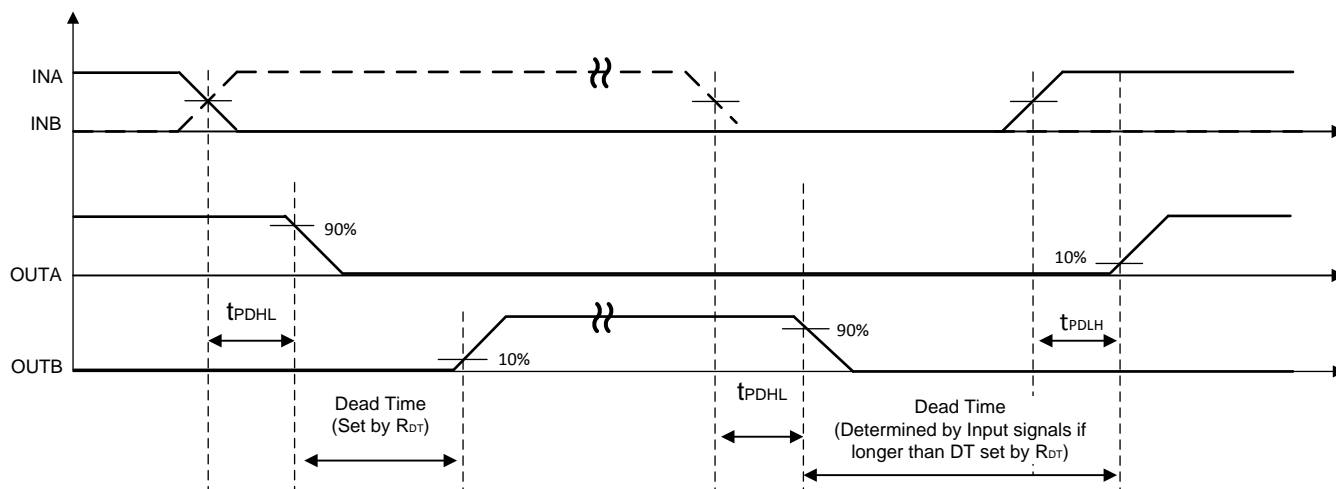 INA
INB
OUTA
90%
10%
tPDHL
tPDLH
OUTB
10%
90%
Dead Time
(Set by RDT)
tPDHL
Dead Time
(Determined by Input signals if
longer than DT set by RDT)